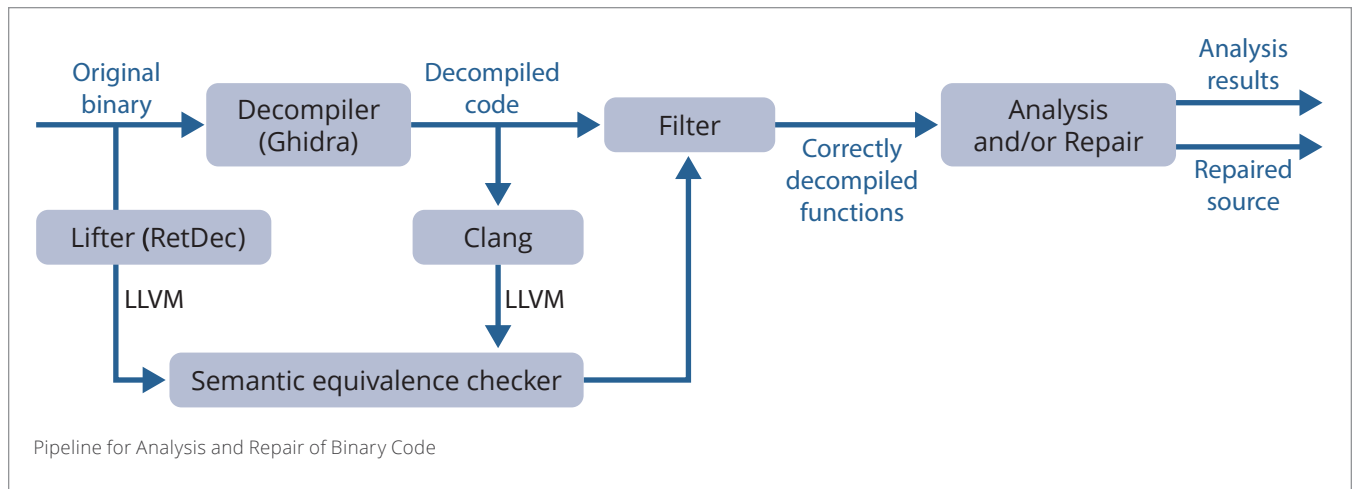 Original
binary
Decompiler
(Ghidra)
Decompiled
code
Filter
Correctly
decompiled
functions
Analysis
and/or Repair
Analysis
results
Repaired
source
Lifter (RetDec)
Clang
LLVM
LLVM
Semantic equivalence checker
Pipeline for Analysis and Repair of Binary Code